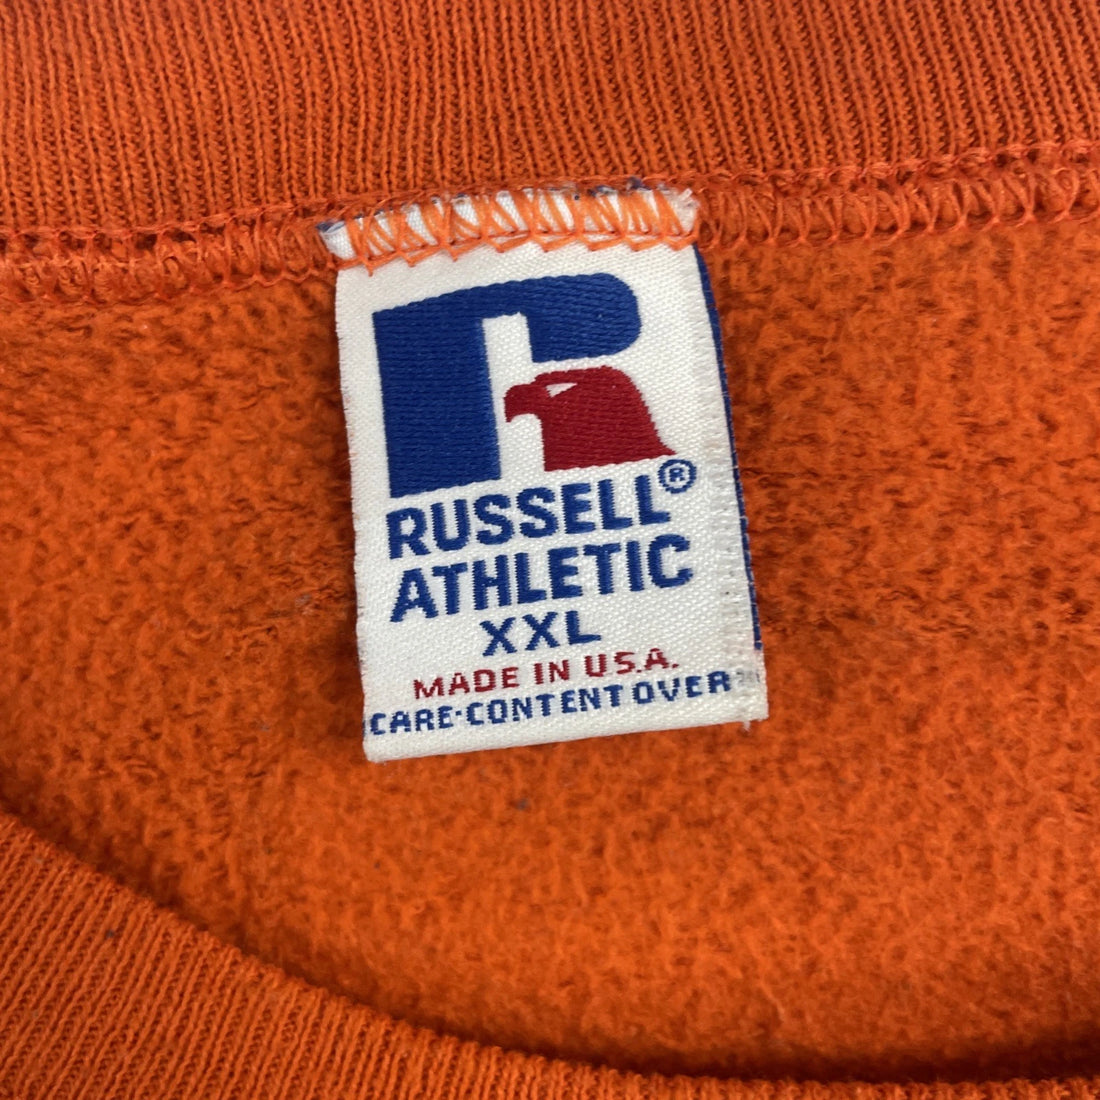 R
RUSSELL®
ATHLETIC
XXL
MADE IN U.S.A.
CARE·CONTENT OVER